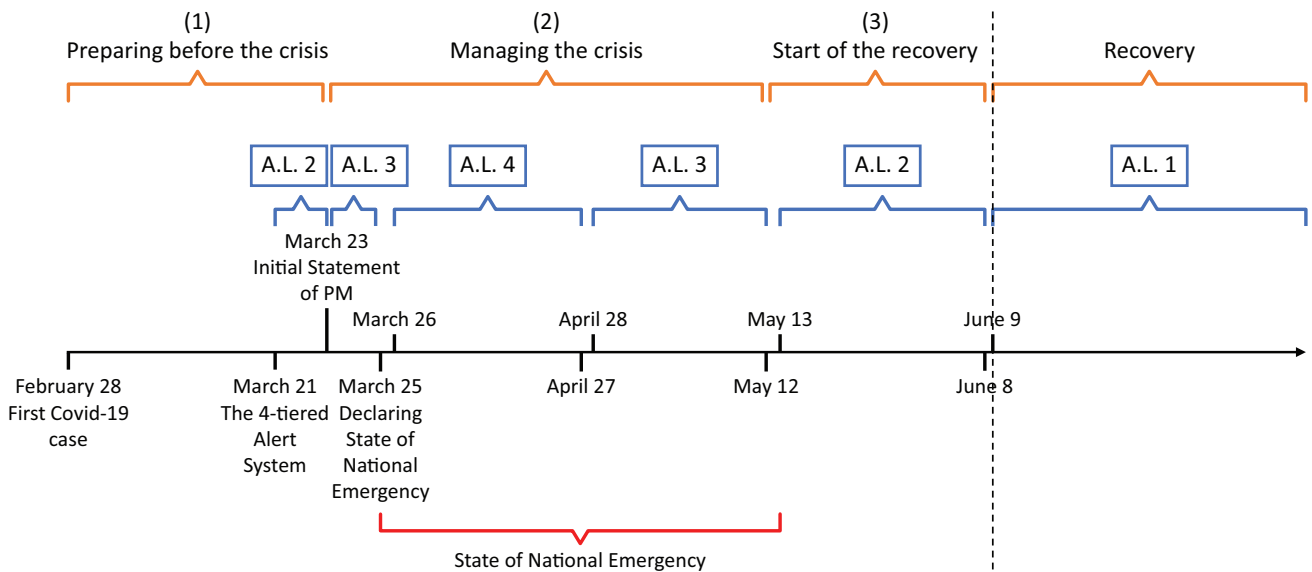 (1)
Preparing before the crisis
(2)
Managing the crisis
(3)
Start of the recovery
Recovery
A.L. 2
A.L. 3
A.L. 4
A.L. 3
A.L. 2
A.L. 1
March 23
Initial Statement
of PM
March 26
April 28
May 13
June 9
February 28
First Covid-19
case
March 21
The 4-tiered
Alert
System
March 25
Declaring
State of
National
Emergency
April 27
May 12
June 8
State of National Emergency